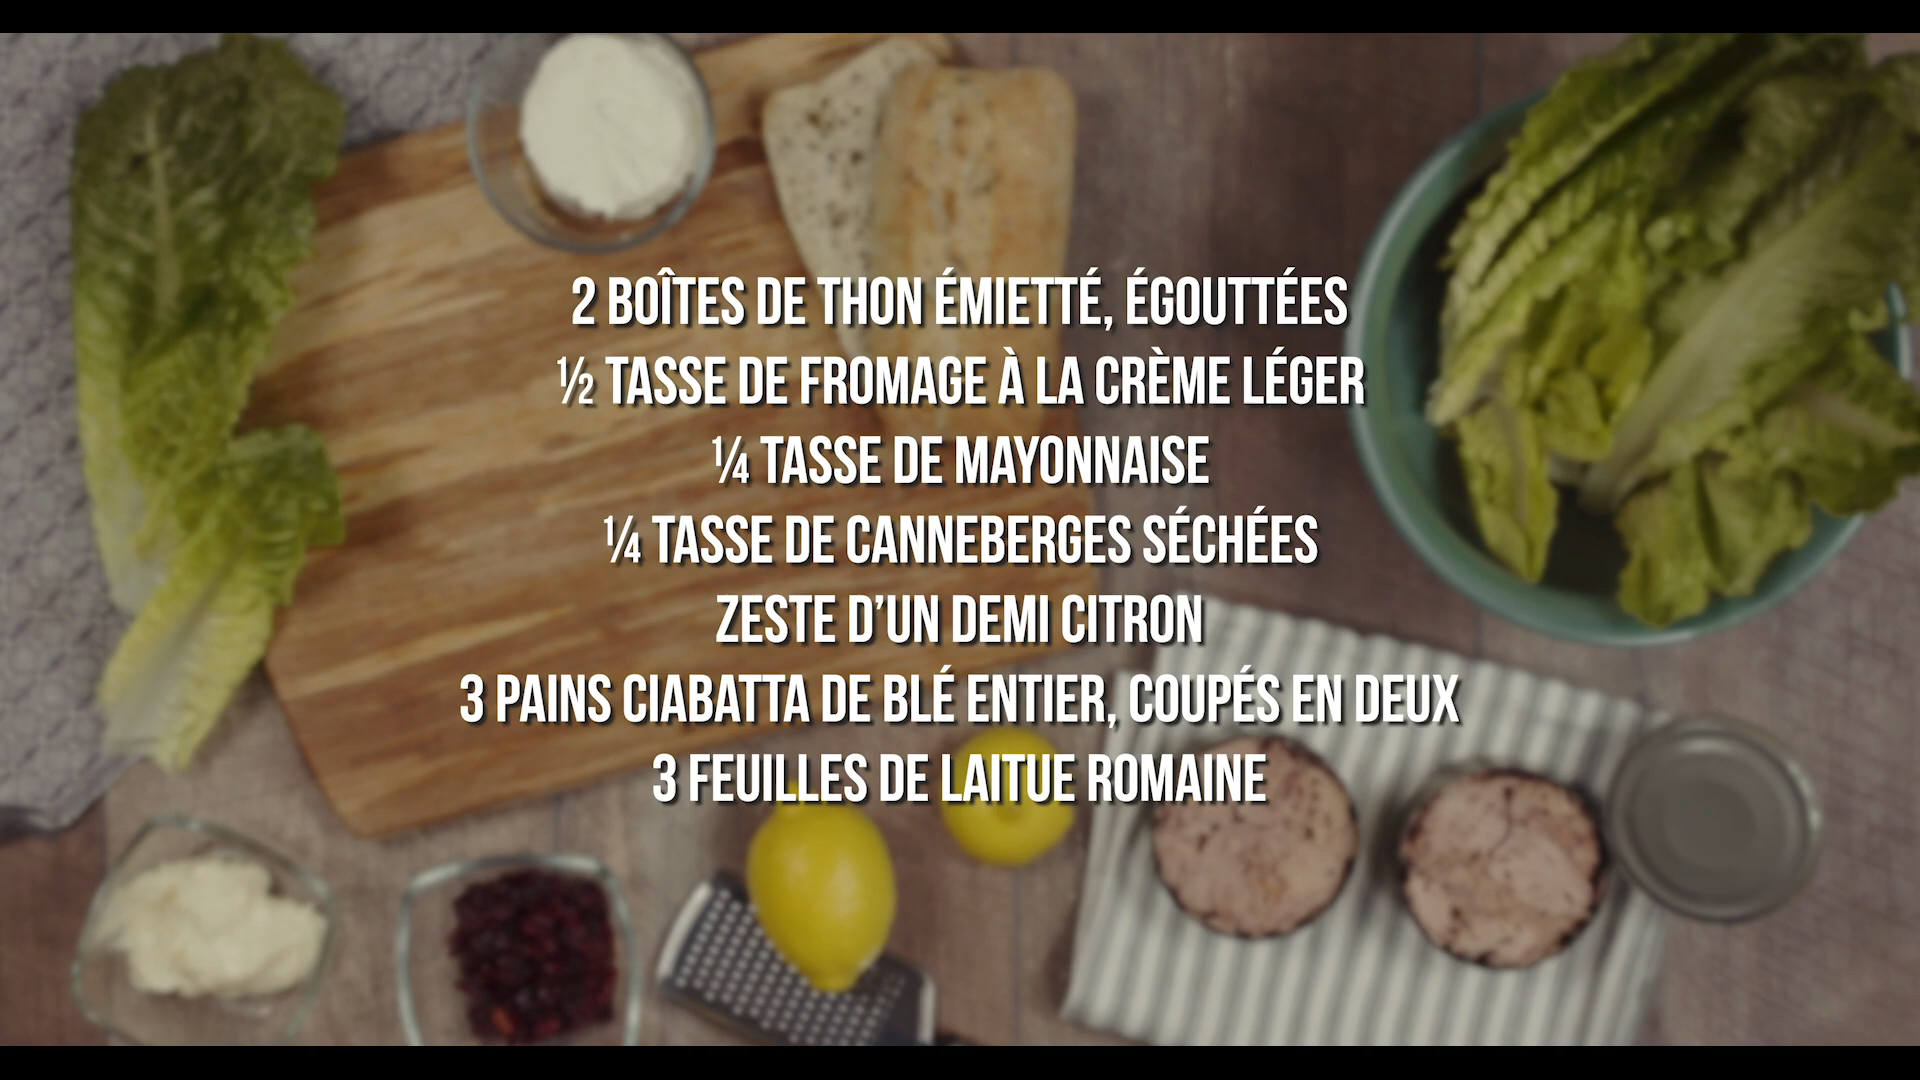 2 BOÎTES DE THON ÉMIETTÉ, ÉGOUTTÉES
½ TASSE DE FROMAGE À LA CRÈME LÉGER
¼ TASSE DE MAYONNAISE
¼ TASSE DE CANNEBERGES SÉCHÉES
ZESTE D’UN DEMI CITRON
3 PAINS CIABATTA DE BLÉ ENTIER, COUPÉS EN DEUX
3 FEUILLES DE LAITUE ROMAINE